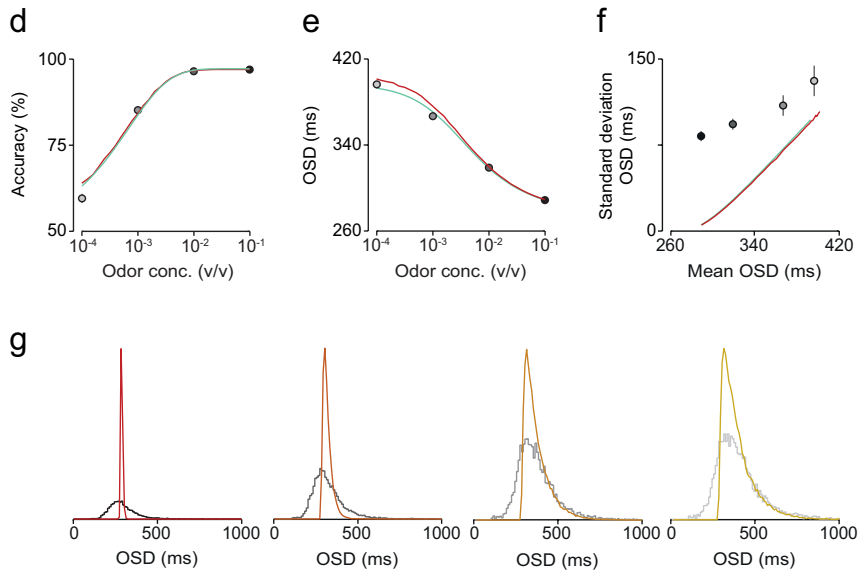 d
Accuracy (%)
100
75
50
10-4
10-3
10-2
10-1
Odor conc. (v/v)
e
OSD
(ms)
420
340
260
10-4
10-3
10-2
10-1
Odor conc. (v/v)
f
Standard deviation
OSD (ms)
150
0
260
340
420
Mean OSD (ms)
g
0
500
1000
OSD (ms)
0
500
1000
OSD (ms)
0
500
1000
OSD (ms)
0
500
1000
OSD (ms)